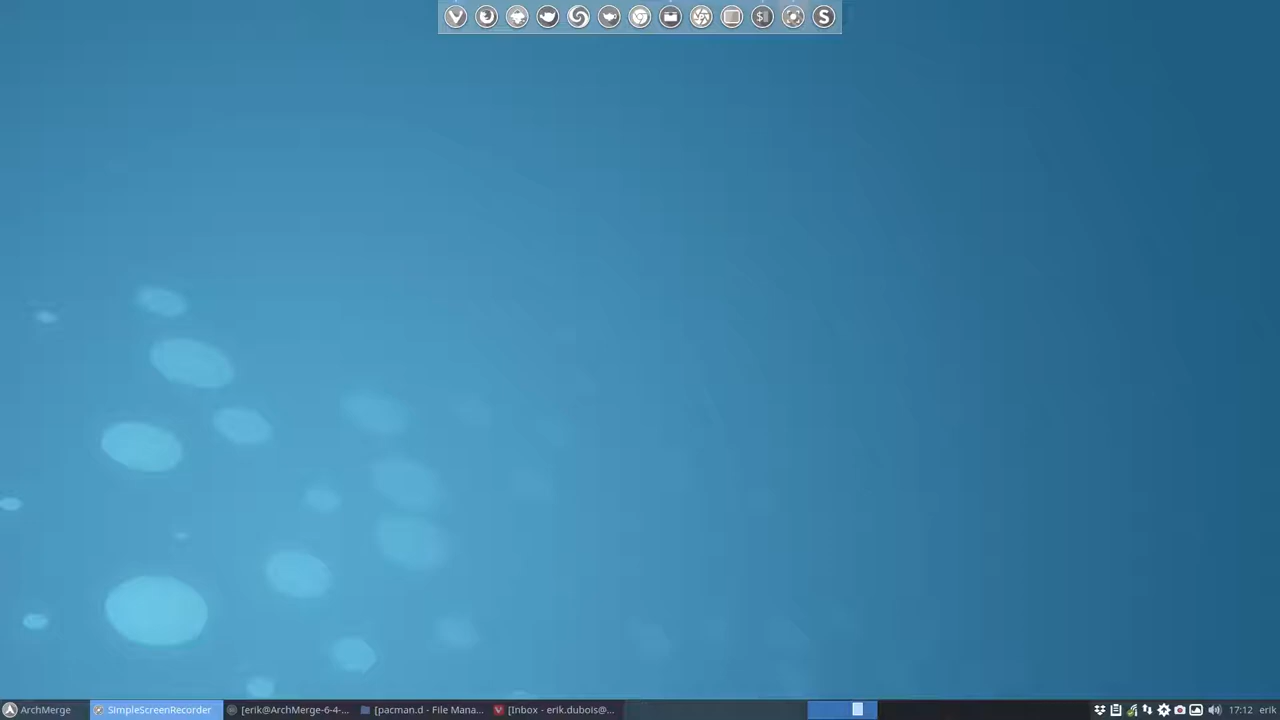 ArchMerge
SimpleScreenRecorder
[erik@ArchMerge-6-4-...
[pacman.d - File Mana...
[Inbox - erik.dubois@...
17:12
erik